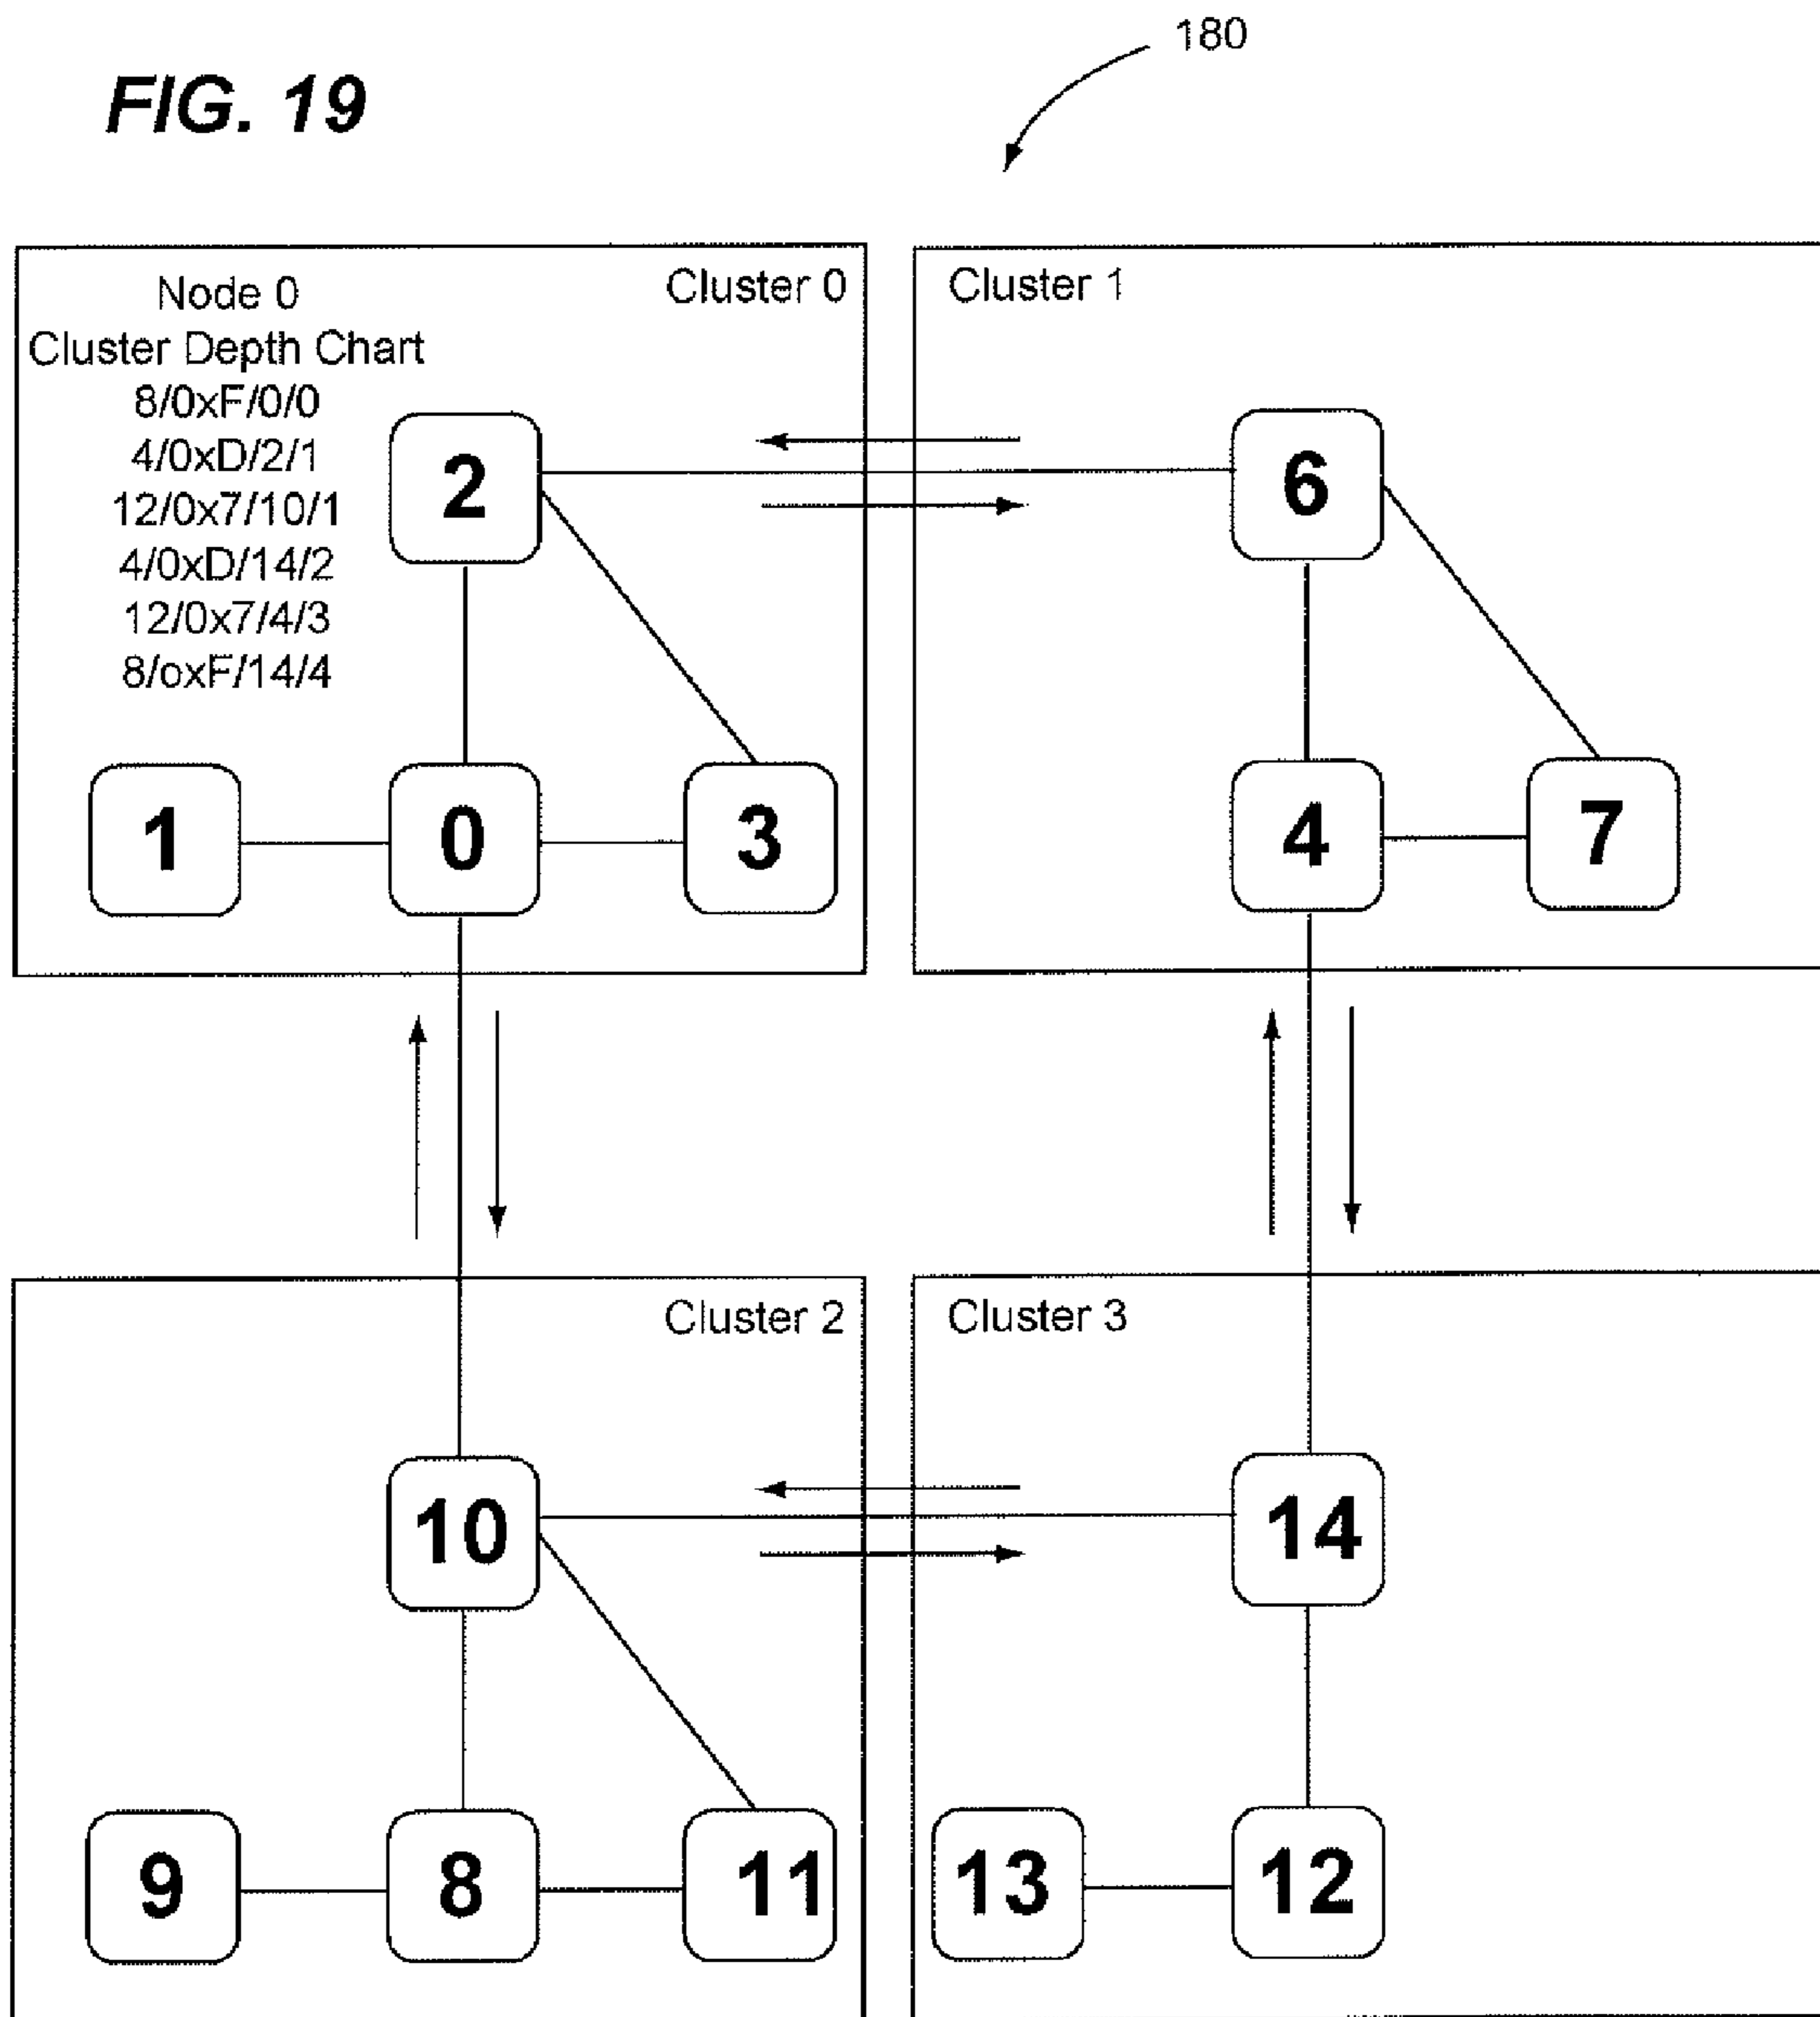 180
FIG. 19
Node 0
Cluster 0
Cluster Depth Chart
8/0xF/0/0
4/0xD/2/1
12/0x7/10/1
4/0xD/14/2
12/0x7/4/3
8/oxF/14/4
2
1
0
3
Cluster 1
6
4
7
Cluster 2
10
9
8
11
Cluster 3
14
13
12